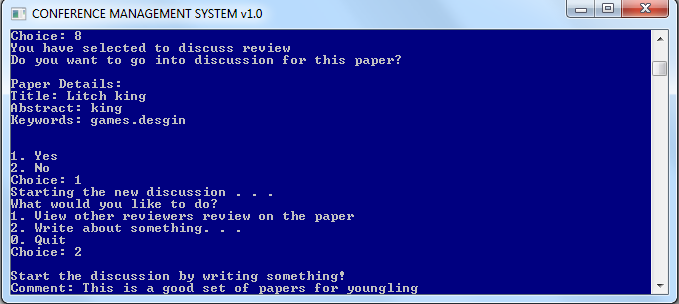 CONFERENCE MANAGEMENT SYSTEM v1.0
Choice: 8
You have selected to discuss review
Do you want to go into discussion for this paper?
Paper Details:
Title: Litch king
Abstract: king
Keywords: games.desgin
1. Yes
2. No
Choice: 1
Starting the new discussion . . .
What would you like to do?
1. View other reviewers review on the paper
2. Write about something. . .
0. Quit
Choice: 2
Start the discussion by writing something!
Comment: This is a good set of papers for youngling